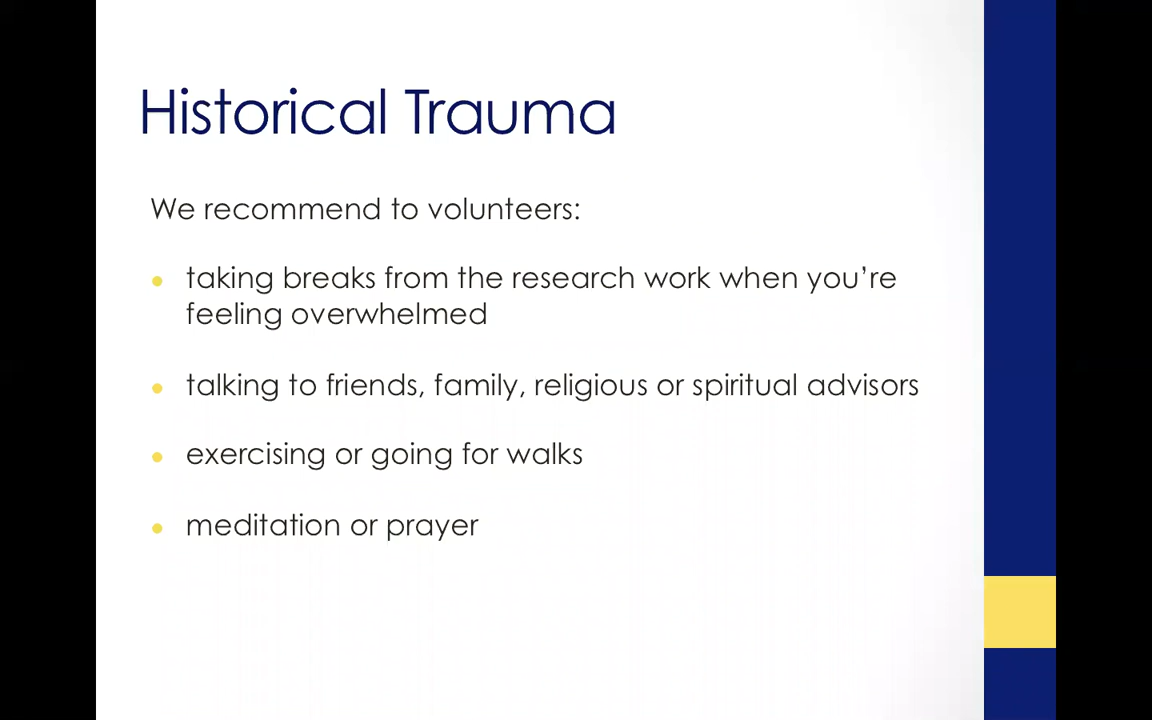 Historical Trauma
We recommend to volunteers:
taking breaks from the research work when you’re
feeling overwhelmed
talking to friends, family, religious or spiritual advisors
exercising or going for walks
meditation or prayer